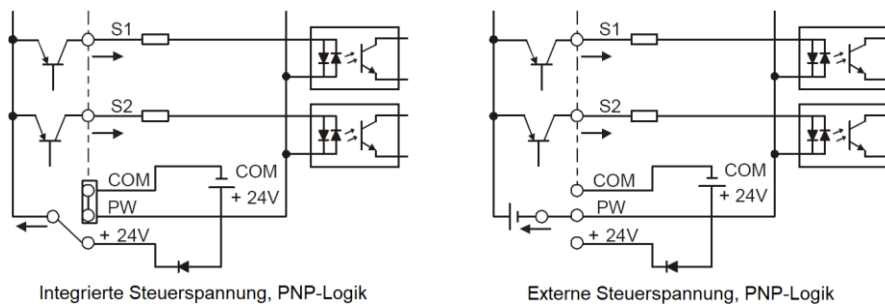 S1
S2
COM
COM
+ 24V
PW
+ 24V
Integrierte Steuerspannung, PNP-Logik
S1
S2
COM
COM
+ 24V
PW
+ 24V
Externe Steuerspannung, PNP-Logik